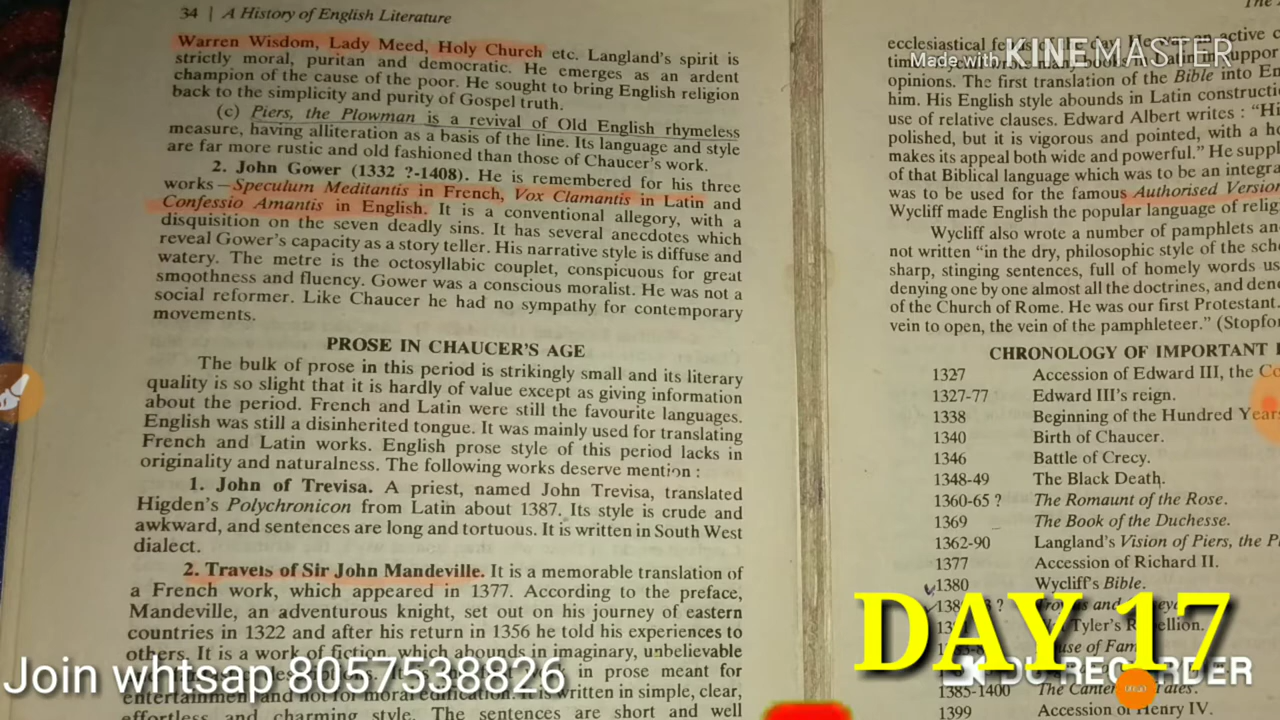 34 | A History of English Literature
Warren Wisdom, Lady Meed, Holy Church etc. Langland's spirit is
strictly moral, puritan and democratic. He emerges as an ardent
champion of the cause of the poor. He sought to bring English religion
back to the simplicity and purity of Gospel truth.
(c) Piers, the Plowman is a revival of Old English rhymeless
measure, having alliteration as a basis of the line. Its language and style
are far more rustic and old fashioned than those of Chaucer's work.
2. John Gower (1332 ?-1408). He is remembered for his three
works – Speculum Meditantis in French, Vox Clamantis in Latin and
Confessio Amantis in English. It is a conventional allegory, with a
disquisition on the seven deadly sins. It has several anecdotes which
reveal Gower's capacity as a story teller. His narrative style is diffuse and
watery. The metre is the octosyllabic couplet, conspicuous for great
smoothness and fluency. Gower was a conscious moralist. He was not a
social reformer. Like Chaucer he had no sympathy for contemporary
movements.
PROSE IN CHAUCER'S AGE
The bulk of prose in this period is strikingly small and its literary
quality is so slight that it is hardly of value except as giving information
about the period. French and Latin were still the favourite languages.
English was still a disinherited tongue. It was mainly used for translating
French and Latin works. English prose style of this period lacks in
originality and naturalness. The following works deserve mention :
1. John of Trevisa. A priest, named John Trevisa, translated
Higden's Polychronicon from Latin about 1387. Its style is crude and
awkward, and sentences are long and tortuous. It is written in South West
dialect.
2. Travels of Sir John Mandeville. It is a memorable translation of
a French work, which appeared in 1377. According to the preface,
Mandeville, an adventurous knight, set out on his journey of eastern
countries in 1322 and after his return in 1356 he told his experiences to
others. It is a work of fiction, which abounds in imaginary, unbelievable
in prose meant for
entertainment and not for moral edification. It is written in simple, clear,
effortless and charming style. The sentences are short and well
Join whtsap 8057538826
The
ecclesiastical active
Made with KINEMASTER
opinions. The first translation of the Bible into
him. His English style abounds in Latin
use of relative clauses. Edward Albert writes :
polished, but it is vigorous and pointed, with a
makes its appeal both wide and powerful." He
of that Biblical language which was to be an
was to be used for the famous Authorised
Wycliff made English the popular language of
Wycliff also wrote a number of pamphlets
not written "in the dry, philosophic style of the
sharp, stinging sentences, full of homely words
denying one by one almost all the doctrines, and
of the Church of Rome. He was our first Protestant.
vein to open, the vein of the pamphleteer."
CHRONOLOGY OF IMPORTANT
1327 Accession of Edward III, the
1327-77 Edward III's reign.
1338 Beginning of the Hundred Years
1340 Birth of Chaucer.
1346 Battle of Crecy.
1348-49 The Black Death.
1360-65 ? The Romaunt of the Rose.
1369 The Book of the Duchesse.
1362-90 Langland's Vision of Piers, the
1377 Accession of Richard II.
1380 Wycliff's Bible.
DAY 17
RECORDER
1385-1400 The
1399 Accession of Henry IV.